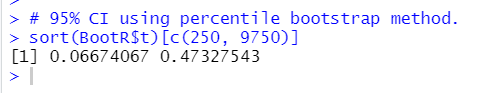 >
> # 95% CI using percentile bootstrap method.
> sort(BootR$t)[c(250, 9750)]
[1] 0.06674067 0.47327543
>